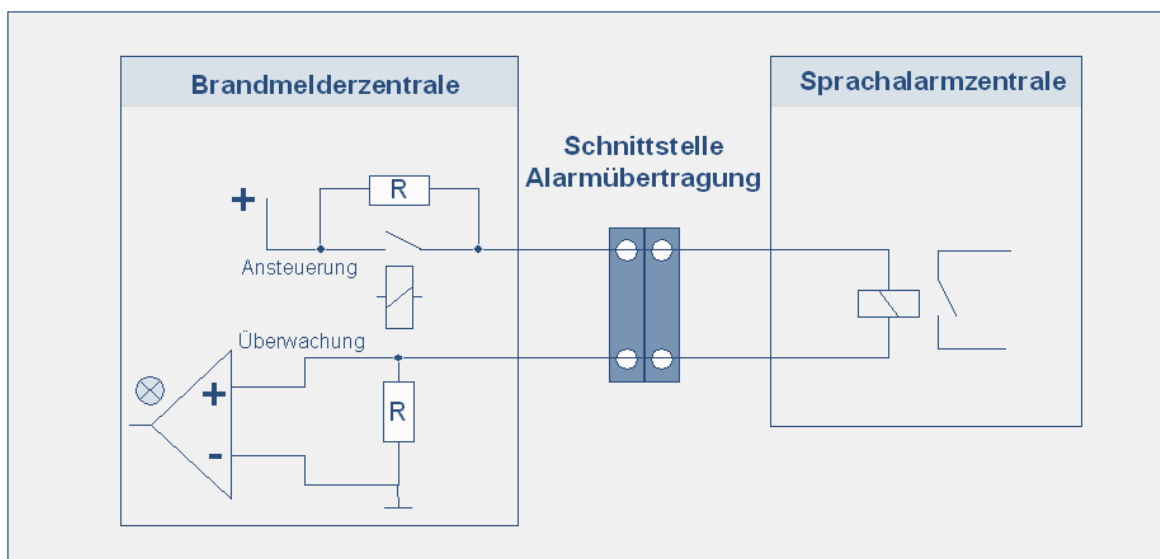 Brandmelderzentrale
Sprachalarmzentrale
Schnittstelle
Alarmübertragung
R
+
Ansteuerung
Überwachung
+
R
-